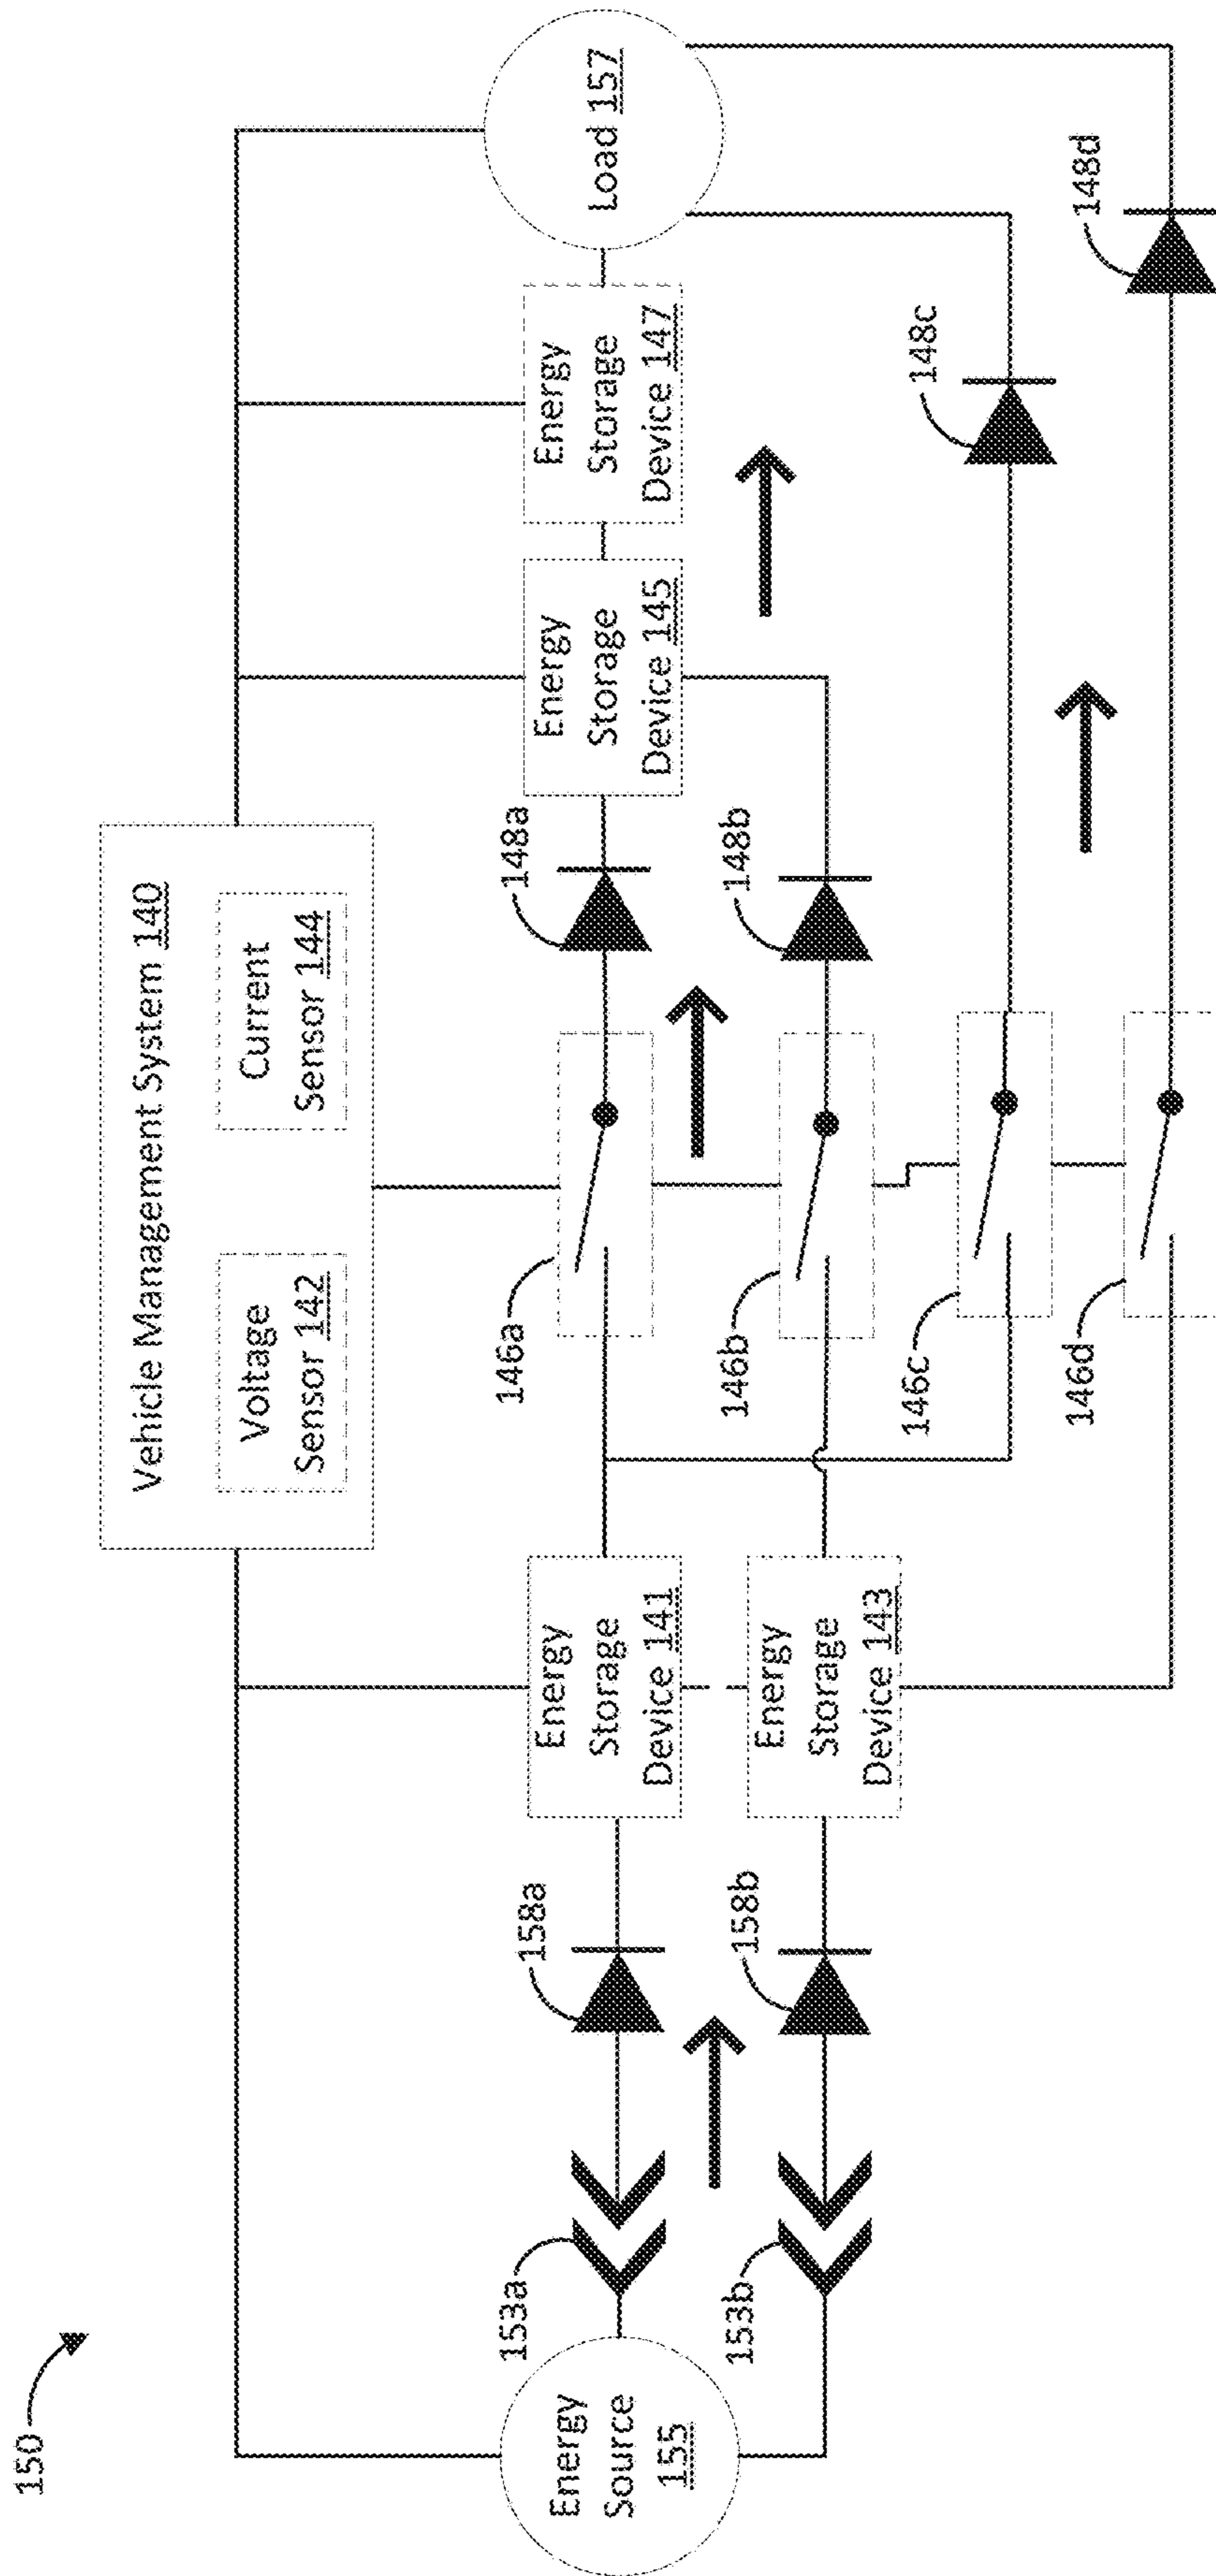 150
Vehicle Management System 140
Voltage
Sensor 142
Current
Sensor 144
Energy
Source
155
153a
153b
158a
158b
Energy
Storage
Device 141
Energy
Storage
Device 143
146a
146b
146c
146d
148a
148b
148c
148d
Energy
Storage
Device 145
Energy
Storage
Device 147
Load 157